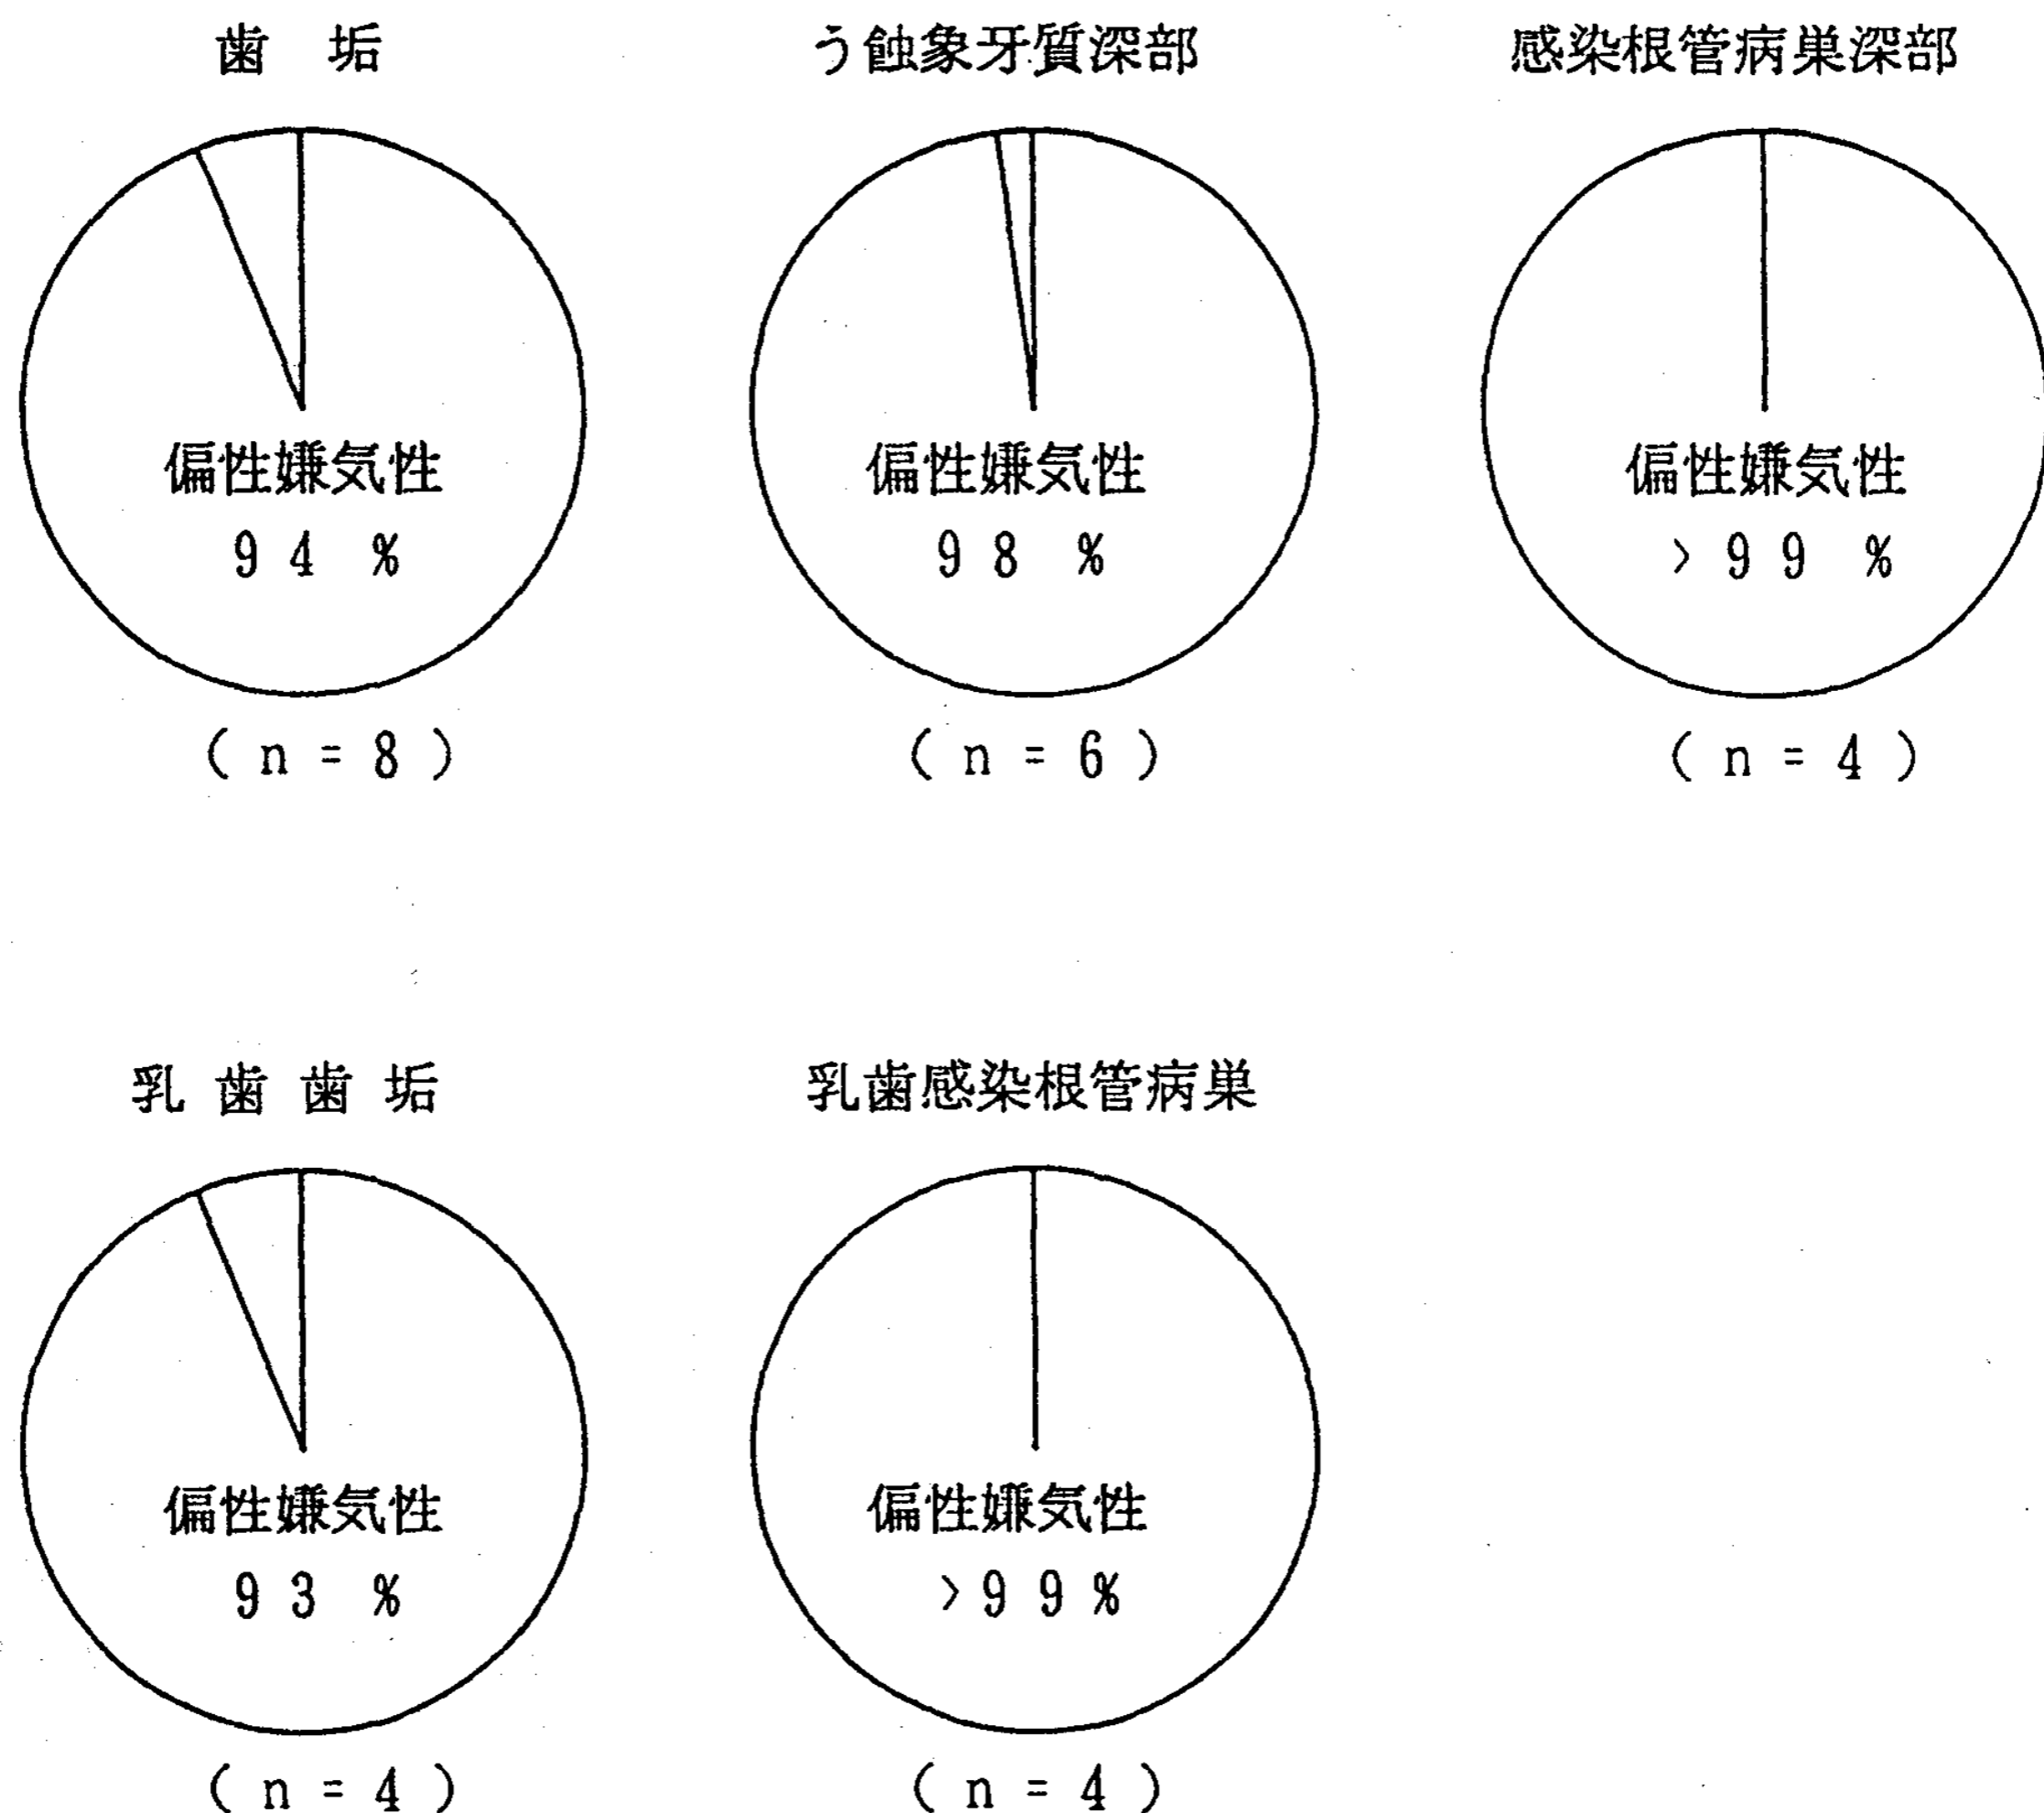 歯垢
う蝕象牙質深部
感染根管病巣深部
偏性嫌気性
94 %
(n=8)
偏性嫌気性
98 %
(n=6)
偏性嫌気性
>99 %
(n=4)
乳歯歯垢
乳歯感染根管病巣
偏性嫌気性
93 %
(n=4)
偏性嫌気性
>99%
(n=4)